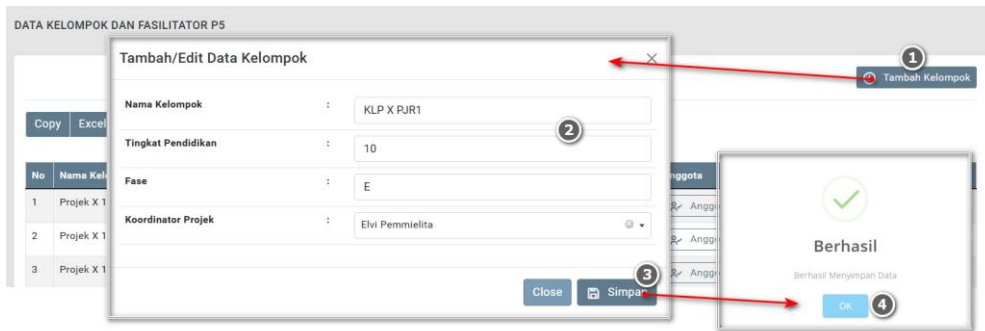 DATA KELOMPOK DAN FASILITATOR P5
Tambah/Edit Data Kelompok
1
Tambah Kelompok
Nama Kelompok : KLP X PJR1
2
Copy Excel
Tingkat Pendidikan : 10
No Nama
Fase : E
1 Projek X 1
Koordinator Projek : Elvi Pemmielita
2 Projek X 1
3 Projek X 1
Close Simpan
3
Berhasil
Berhasil Menyimpan Data
OK 4